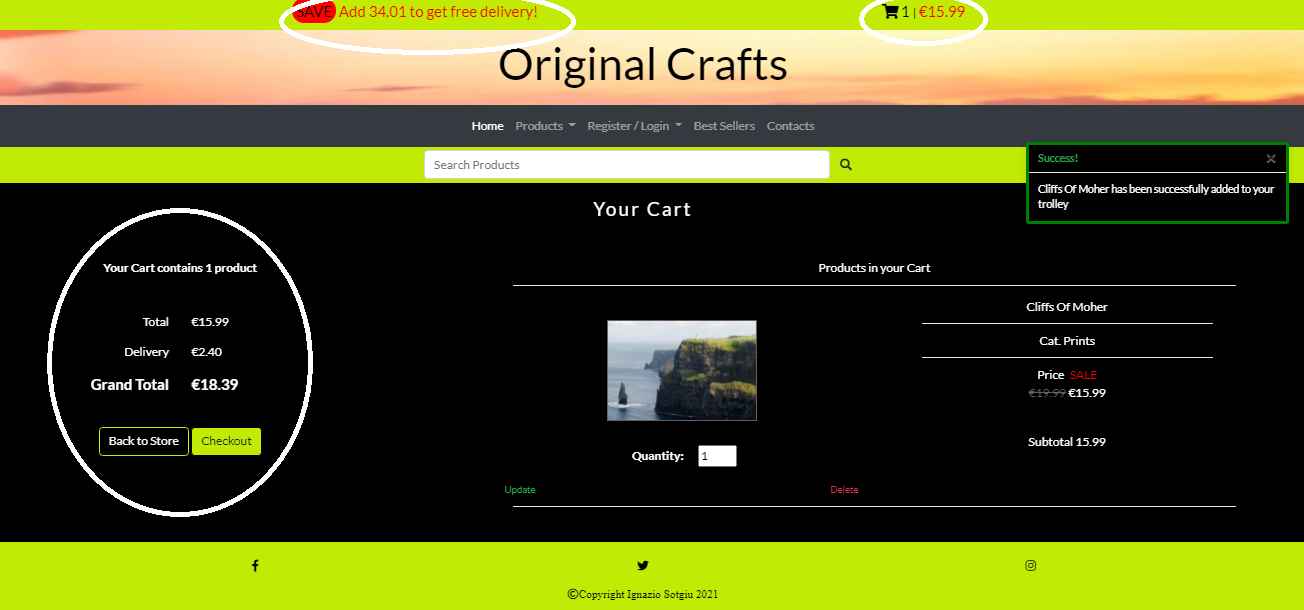 SAVE Add 34.01 to get free delivery!
1 | €15.99
Original Crafts
Home Products Register / Login Best Sellers Contacts
Search Products
Success!
Cliffs Of Moher has been successfully added to your
trolley
Your Cart
Your Cart contains 1 product
Total €15.99
Delivery €2.40
Grand Total €18.39
Back to Store Checkout
Products in your Cart
Cliffs Of Moher
Cat. Prints
Price SALE
€19.99 €15.99
Subtotal 15.99
Quantity: 1
Update Delete
©Copyright Ignazio Sotgiu 2021